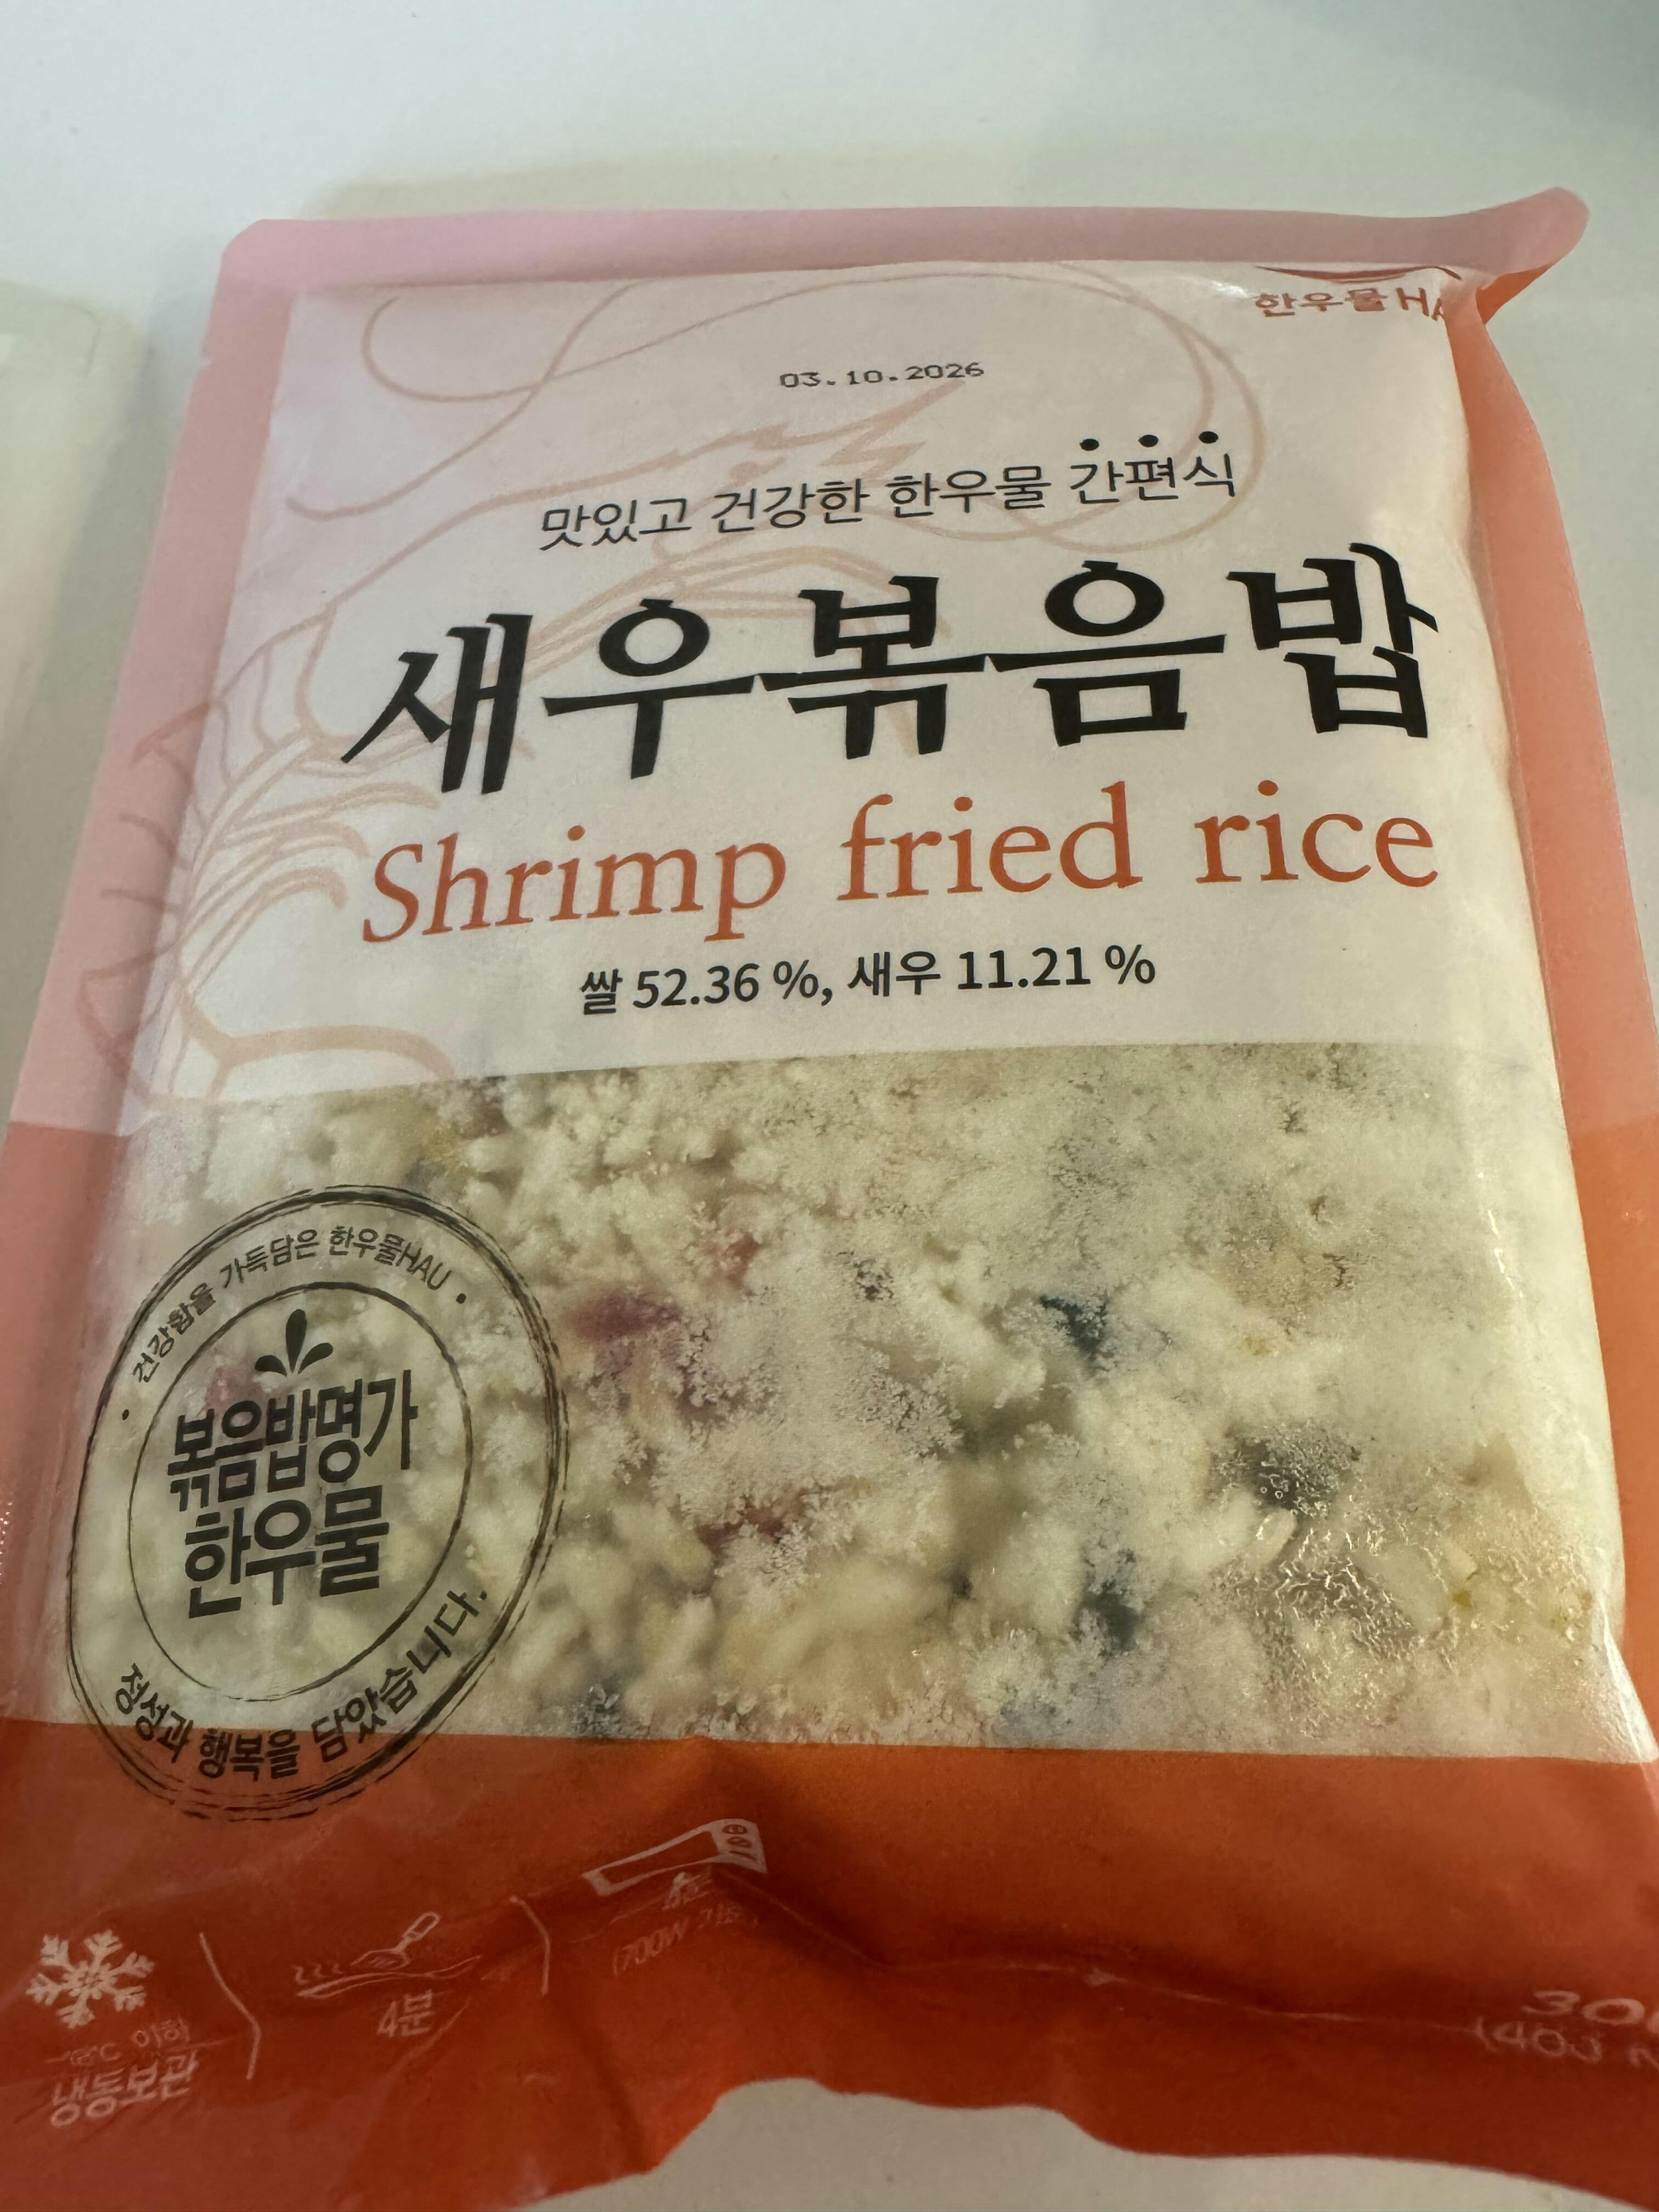 한우물
03.10.2026
맛있고 건강한 한우물 간편식
새우볶음밥
Shrimp fried rice
쌀 52.36 %, 새우 11.21 %
• 건강함을 가득담은 한우물HAU •
볶음밥명가
한우물
정성과 행복을 담았습니다.
4분
이하
냉동보관